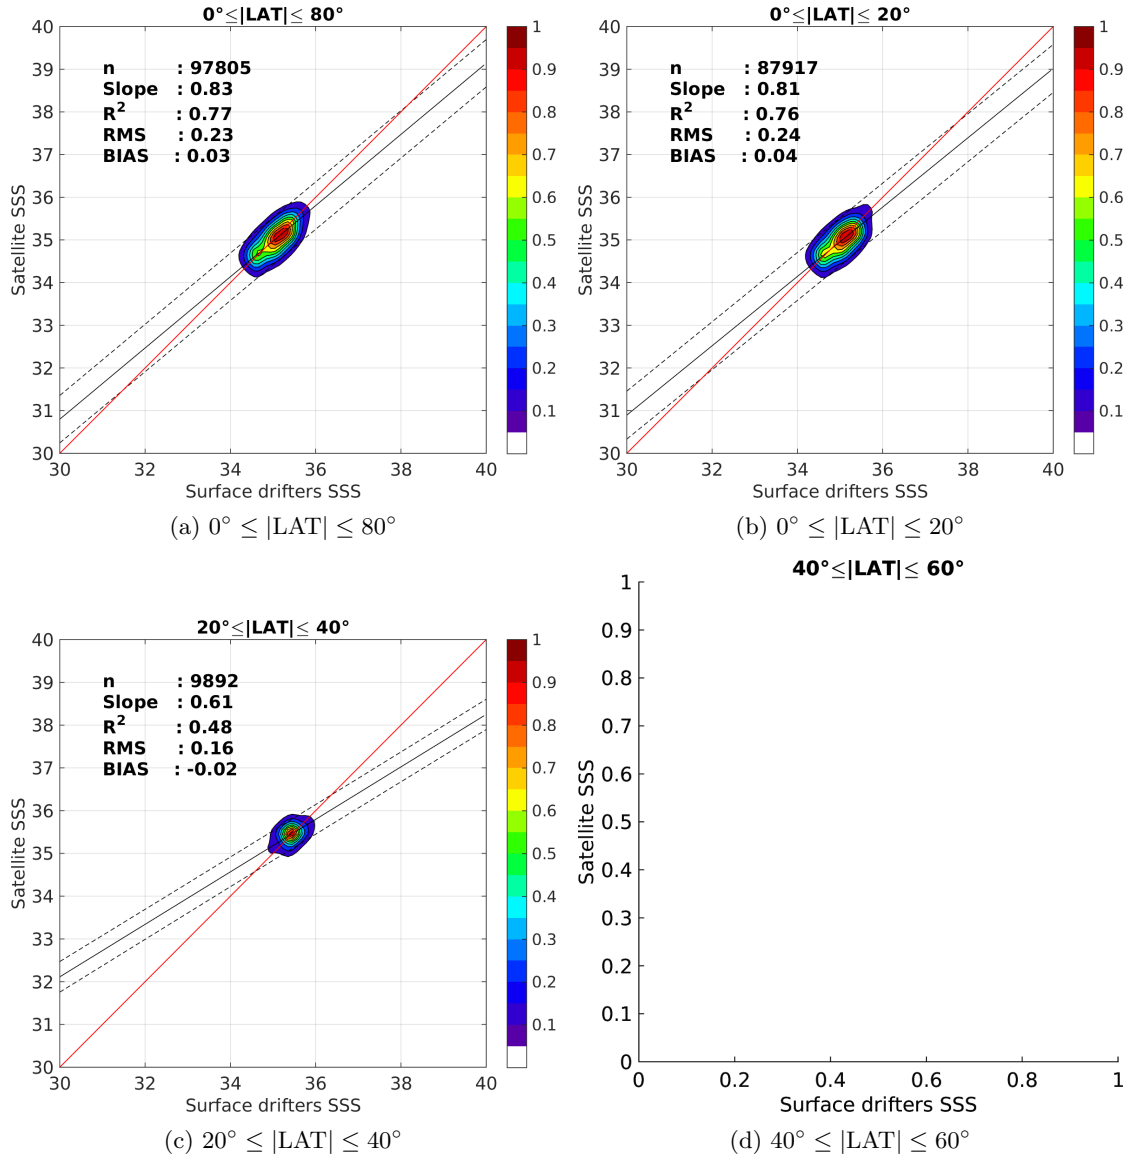 0°≤|LAT|≤ 80°
n : 97805
Slope : 0.83
R² : 0.77
RMS : 0.23
BIAS : 0.03
Satellite SSS
40
39
38
37
36
35
34
33
32
31
30
30 32 34 36 38 40
Surface drifters SSS
1
0.9
0.8
0.7
0.6
0.5
0.4
0.3
0.2
0.1
(a) 0° ≤ |LAT| ≤ 80°
0°≤|LAT|≤ 20°
n : 87917
Slope : 0.81
R² : 0.76
RMS : 0.24
BIAS : 0.04
Satellite SSS
40
39
38
37
36
35
34
33
32
31
30
30 32 34 36 38 40
Surface drifters SSS
1
0.9
0.8
0.7
0.6
0.5
0.4
0.3
0.2
0.1
(b) 0° ≤ |LAT| ≤ 20°
20°≤|LAT|≤ 40°
n : 9892
Slope : 0.61
R² : 0.48
RMS : 0.16
BIAS : -0.02
Satellite SSS
40
39
38
37
36
35
34
33
32
31
30
30 32 34 36 38 40
Surface drifters SSS
1
0.9
0.8
0.7
0.6
0.5
0.4
0.3
0.2
0.1
(c) 20° ≤ |LAT| ≤ 40°
40°≤|LAT|≤ 60°
Satellite SSS
1
0.9
0.8
0.7
0.6
0.5
0.4
0.3
0.2
0.1
0
0 0.2 0.4 0.6 0.8 1
Surface drifters SSS
(d) 40° ≤ |LAT| ≤ 60°